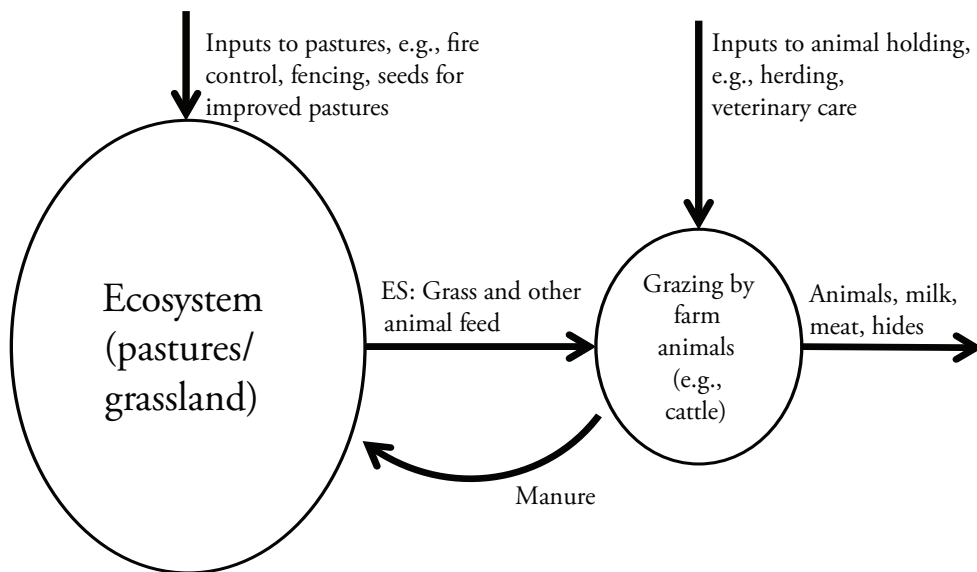 Inputs to pastures, e.g., fire
control, fencing, seeds for
improved pastures
Inputs to animal holding,
e.g., herding,
veterinary care
Ecosystem
(pastures/
grassland)
ES: Grass and other
animal feed
Grazing by
farm
animals
(e.g.,
cattle)
Animals, milk,
meat, hides
Manure